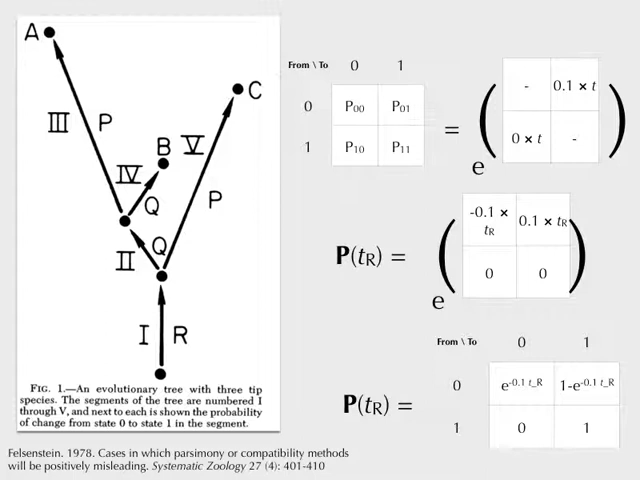 A
C
III
P
B
V
IV
Q
P
Q
II
I R
FIG. 1.—An evolutionary tree with three tip
species. The segments of the tree are numbered I
through V, and next to each is shown the probability
of change from state 0 to state 1 in the segment.
Felsenstein. 1978. Cases in which parsimony or compatibility methods
will be positively misleading. Systematic Zoology 27 (4): 401-410
From \ To 0 1
0 P00 P01
1 P10 P11
= e ( - 0.1 × t
0 × t - )
P(tR) = e ( -0.1 × tR 0.1 × tR
0 0 )
From \ To 0 1
P(tR) =
0 e-0.1 t_R 1-e-0.1 t_R
1 0 1